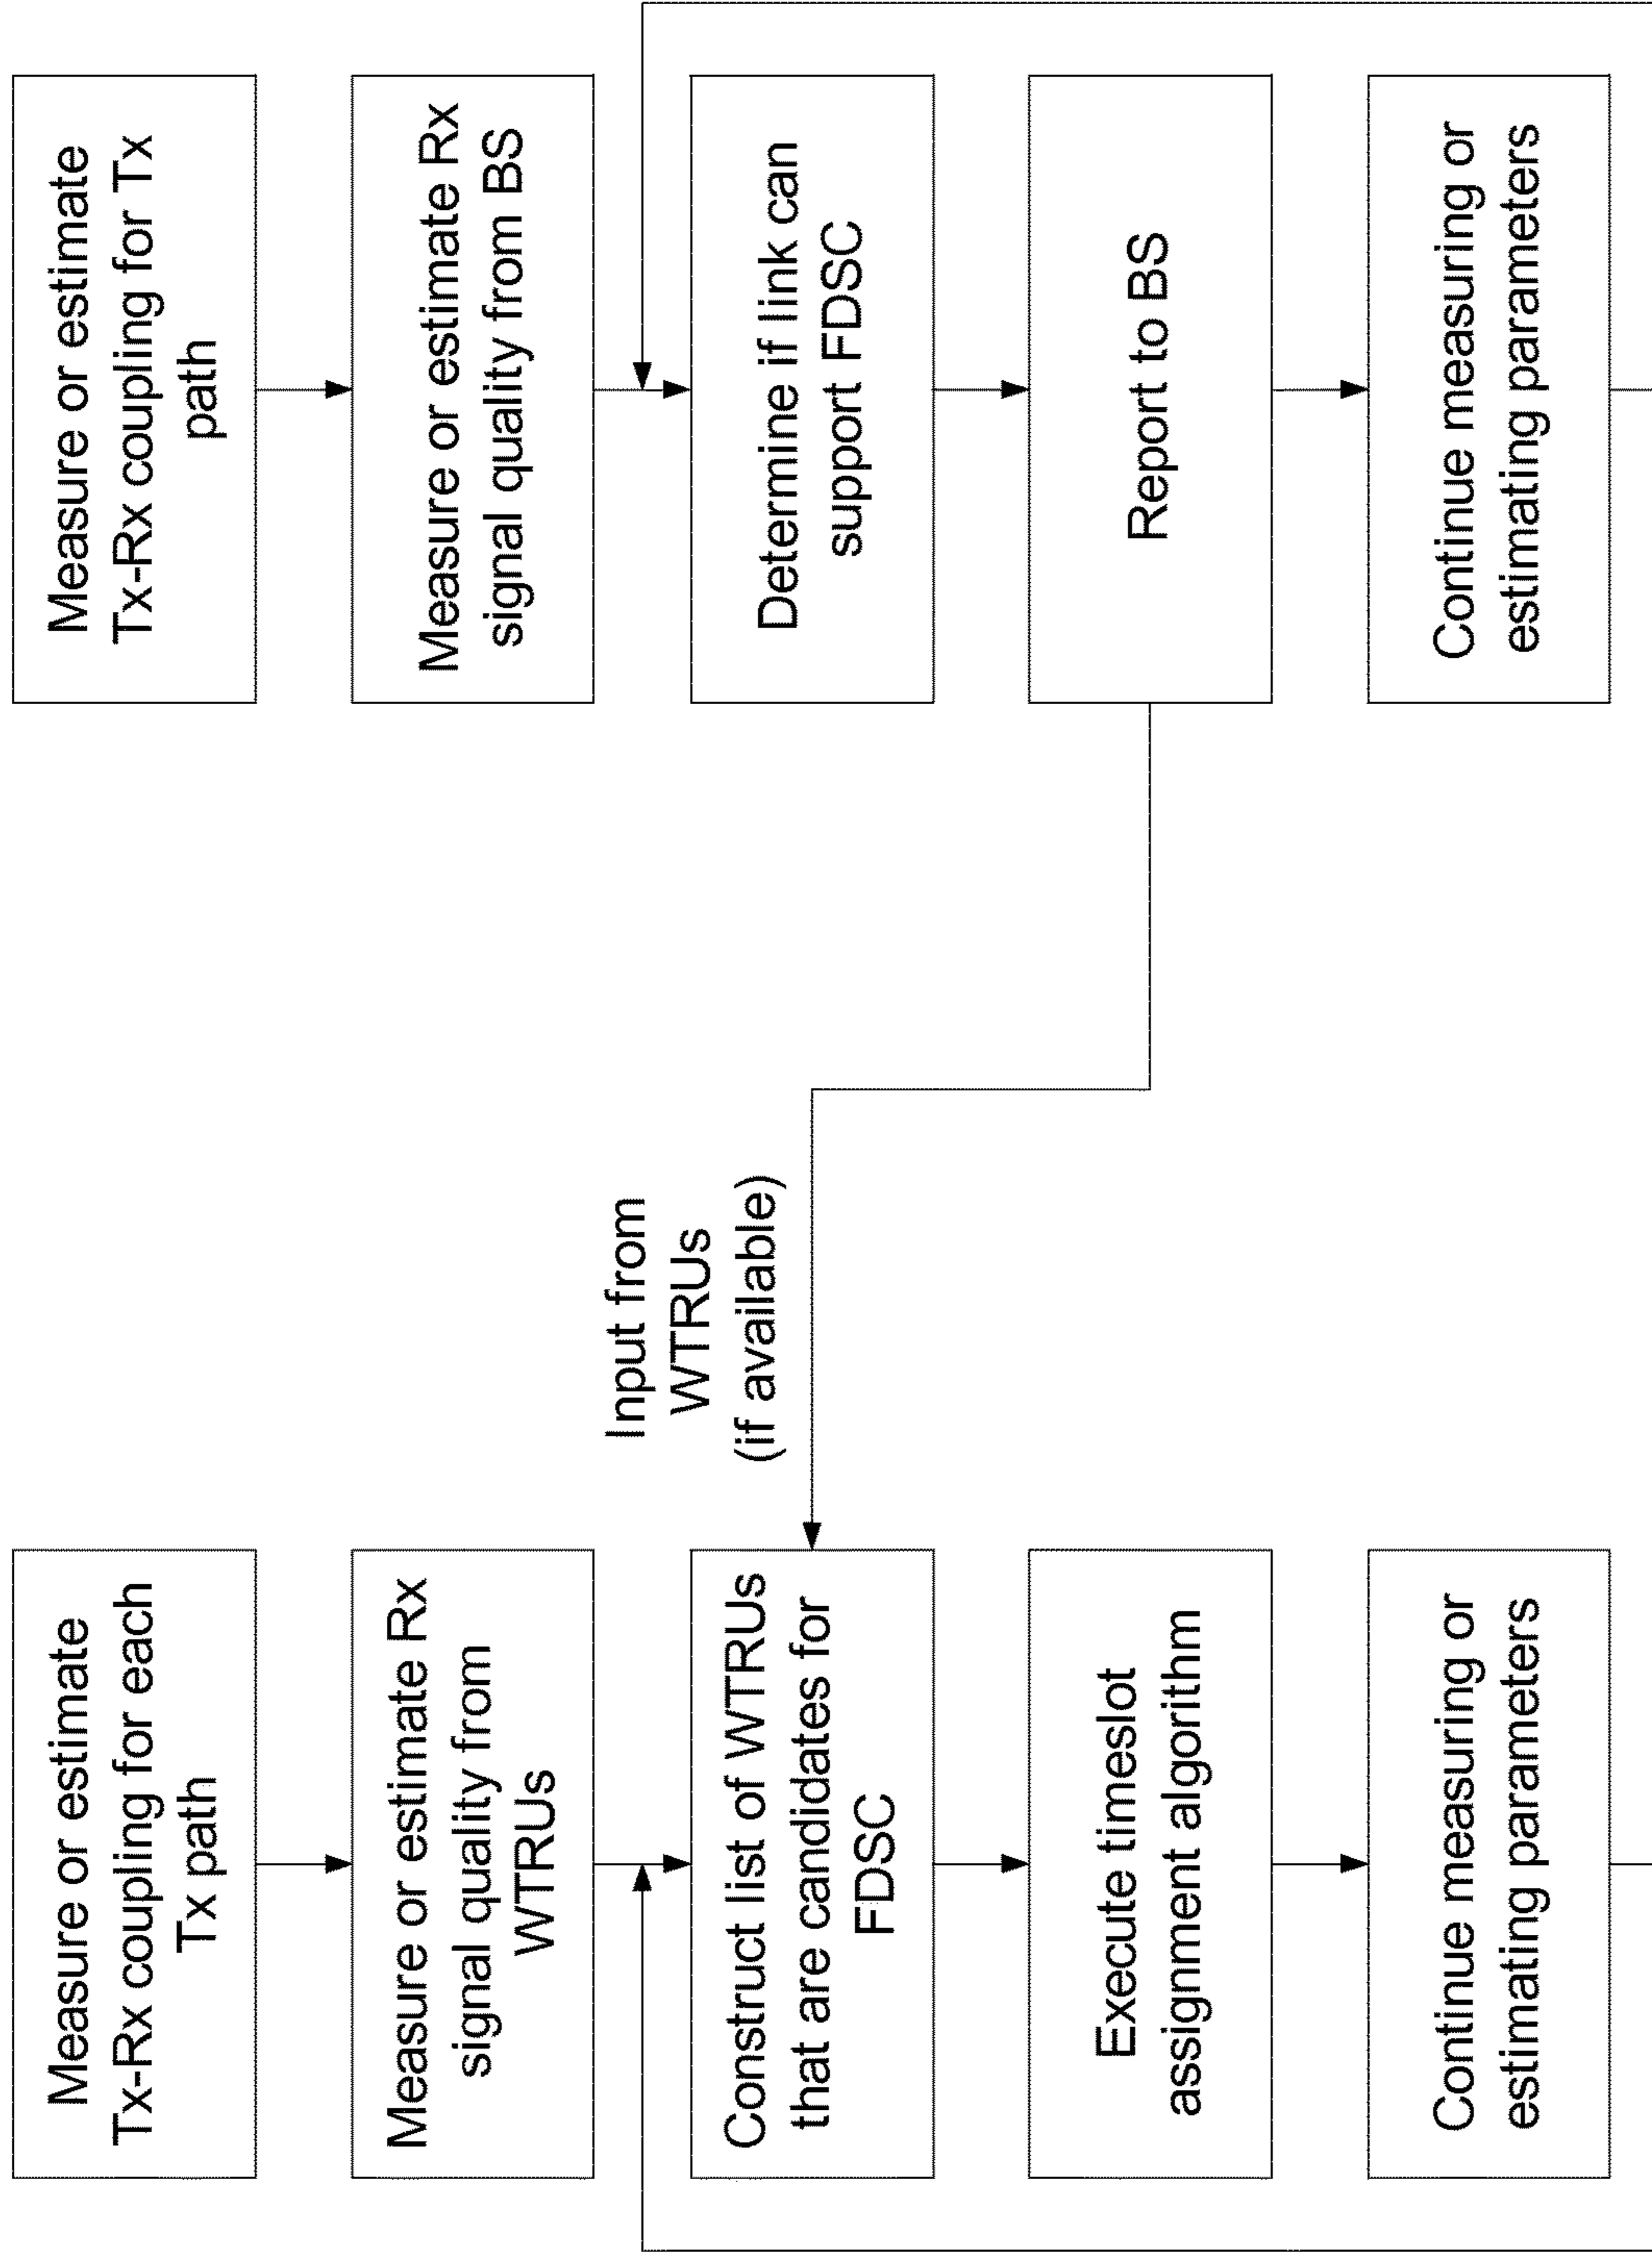 Measure or estimate
Tx-Rx coupling for each
Tx path
Measure or estimate Rx
signal quality from
WTRUs
Construct list of WTRUs
that are candidates for
FDSC
Execute timeslot
assignment algorithm
Continue measuring or
estimating parameters
Input from
WTRUs
(if available)
Measure or estimate
Tx-Rx coupling for Tx
path
Measure or estimate Rx
signal quality from BS
Determine if link can
support FDSC
Report to BS
Continue measuring or
estimating parameters